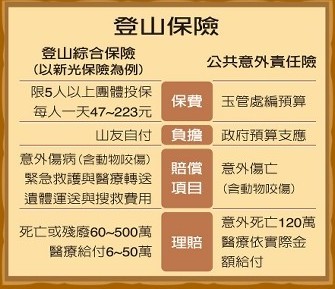 登山保險
登山綜合保險
(以新光保險為例)
公共意外責任險
限5人以上團體投保
每人一天47~223元
保費
玉管處編預算
山友自付
負擔
政府預算支應
意外傷病(含動物咬傷)
緊急救護與醫療轉送
遺體運送與搜救費用
賠償
項目
意外傷亡
(含動物咬傷)
死亡或殘廢60~500萬
醫療給付6~50萬
理賠
意外死亡120萬
醫療依實際金
額給付